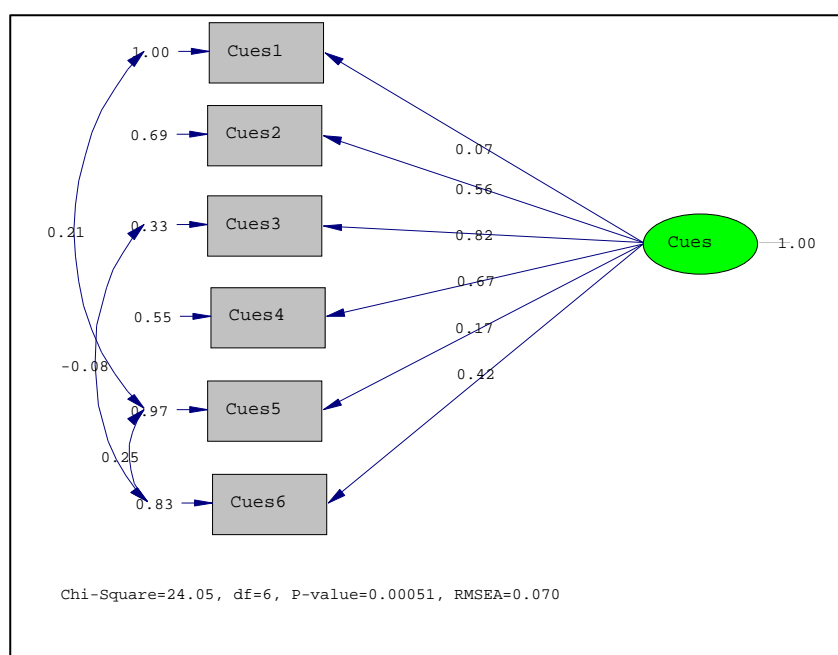 1.00 Cues1
0.07
0.69 Cues2
0.56
0.21 0.33 Cues3
0.82
Cues 1.00
0.67
0.55 Cues4
0.17
-0.08
0.42
0.97 Cues5
0.25
0.83 Cues6
Chi-Square=24.05, df=6, P-value=0.00051, RMSEA=0.070